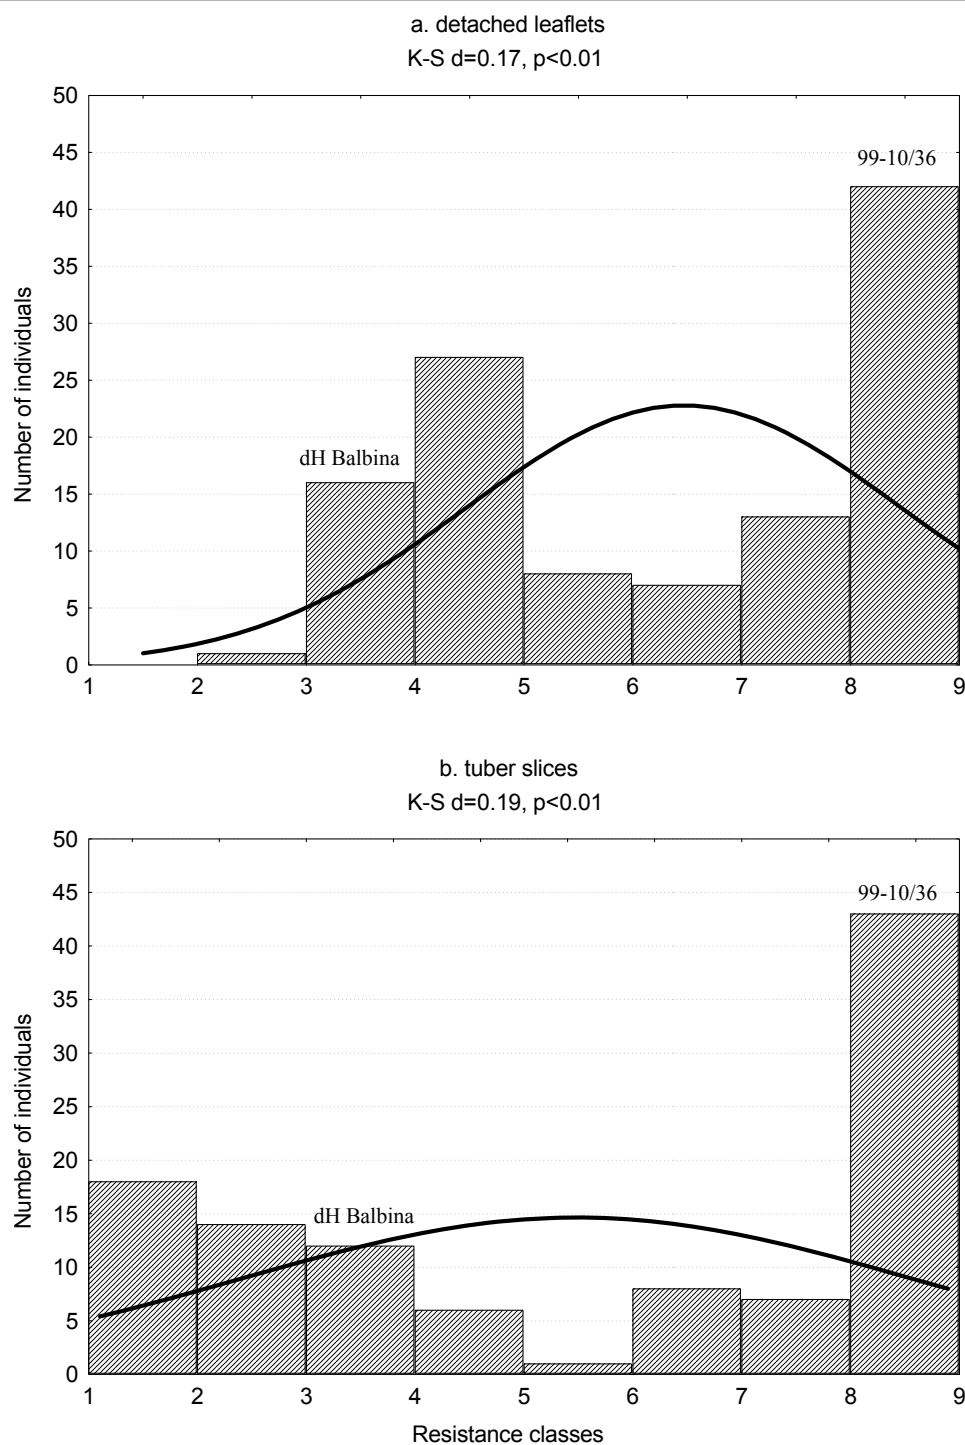 a. detached leaflets
K-S d=0.17, p<0.01
50
45
40
35
30
25
20
15
10
5
0
Number of individuals
99-10/36
dH Balbina
1 2 3 4 5 6 7 8 9
b. tuber slices
K-S d=0.19, p<0.01
50
45
40
35
30
25
20
15
10
5
0
Number of individuals
99-10/36
dH Balbina
1 2 3 4 5 6 7 8 9
Resistance classes